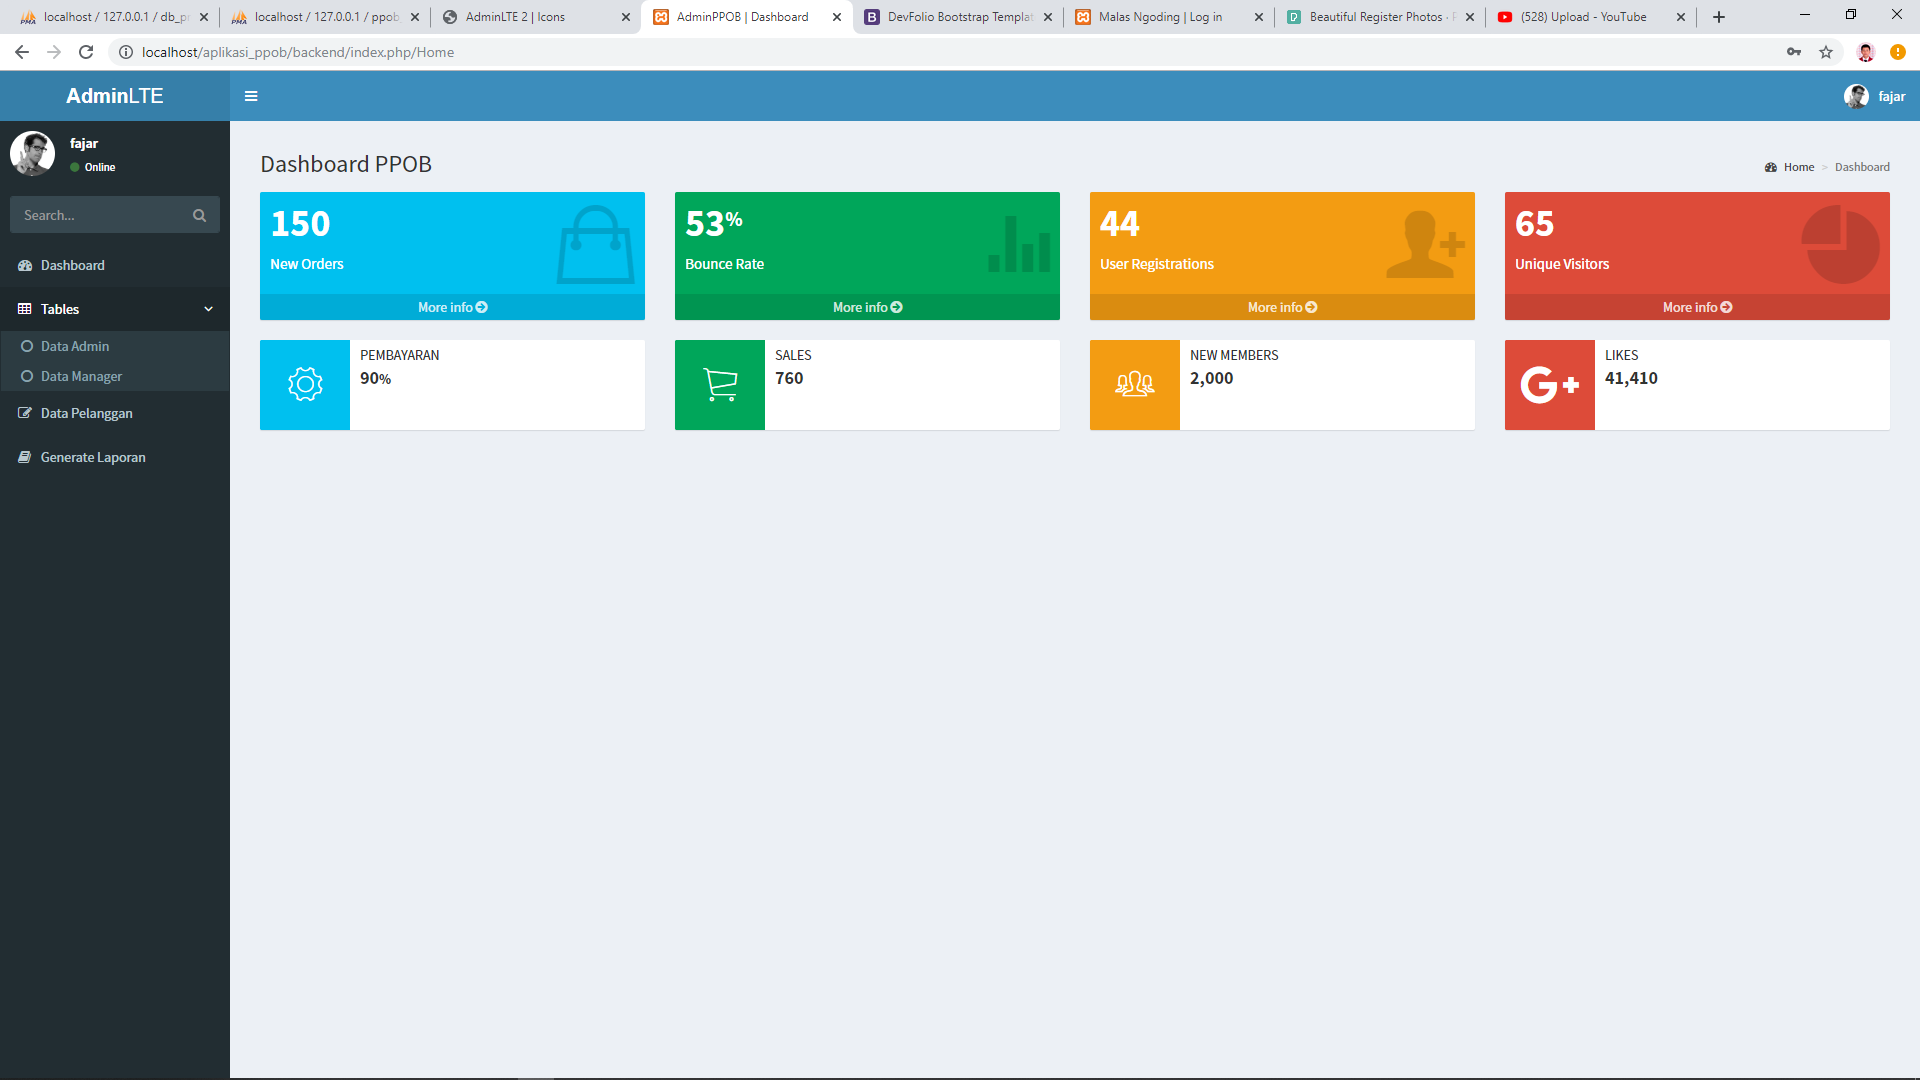 localhost / 127.0.0.1 / db_pr
localhost / 127.0.0.1 / ppob
AdminLTE 2 | Icons
AdminPPOB | Dashboard
DevFolio Bootstrap Templat
Malas Ngoding | Log in
Beautiful Register Photos ·
(528) Upload - YouTube
localhost/aplikasi_ppob/backend/index.php/Home
AdminLTE
fajar
fajar
Online
Search...
Dashboard
Tables
Data Admin
Data Manager
Data Pelanggan
Generate Laporan
Dashboard PPOB
Home > Dashboard
150
New Orders
More info
53%
Bounce Rate
More info
44
User Registrations
More info
65
Unique Visitors
More info
PEMBAYARAN
90%
SALES
760
NEW MEMBERS
2,000
LIKES
41,410